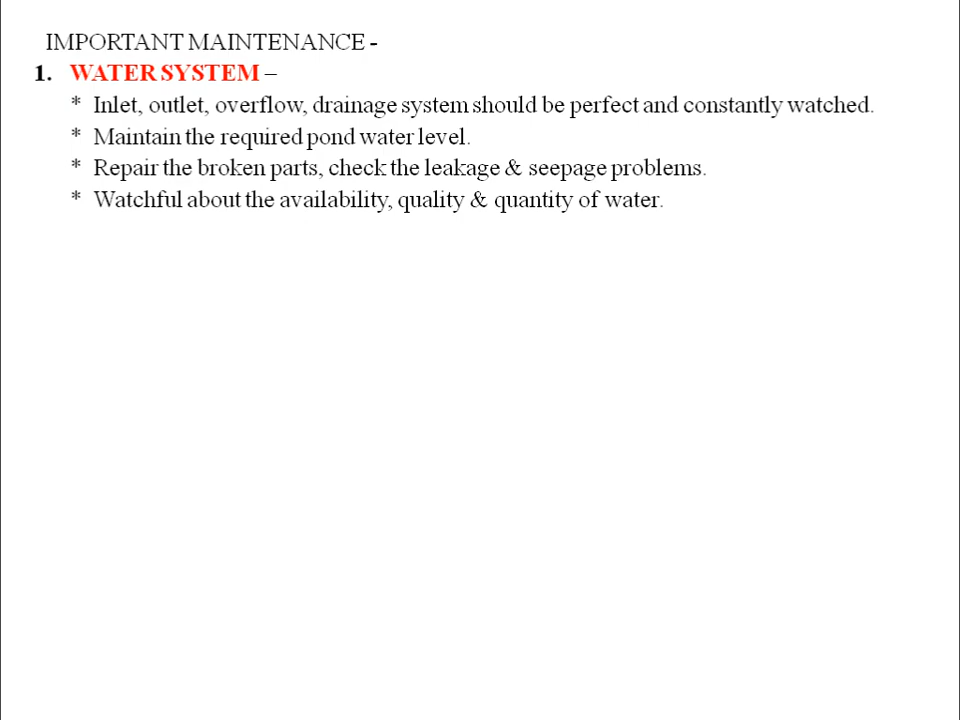 IMPORTANT MAINTENANCE -
1. WATER SYSTEM –
* Inlet, outlet, overflow, drainage system should be perfect and constantly watched.
* Maintain the required pond water level.
* Repair the broken parts, check the leakage & seepage problems.
* Watchful about the availability, quality & quantity of water.